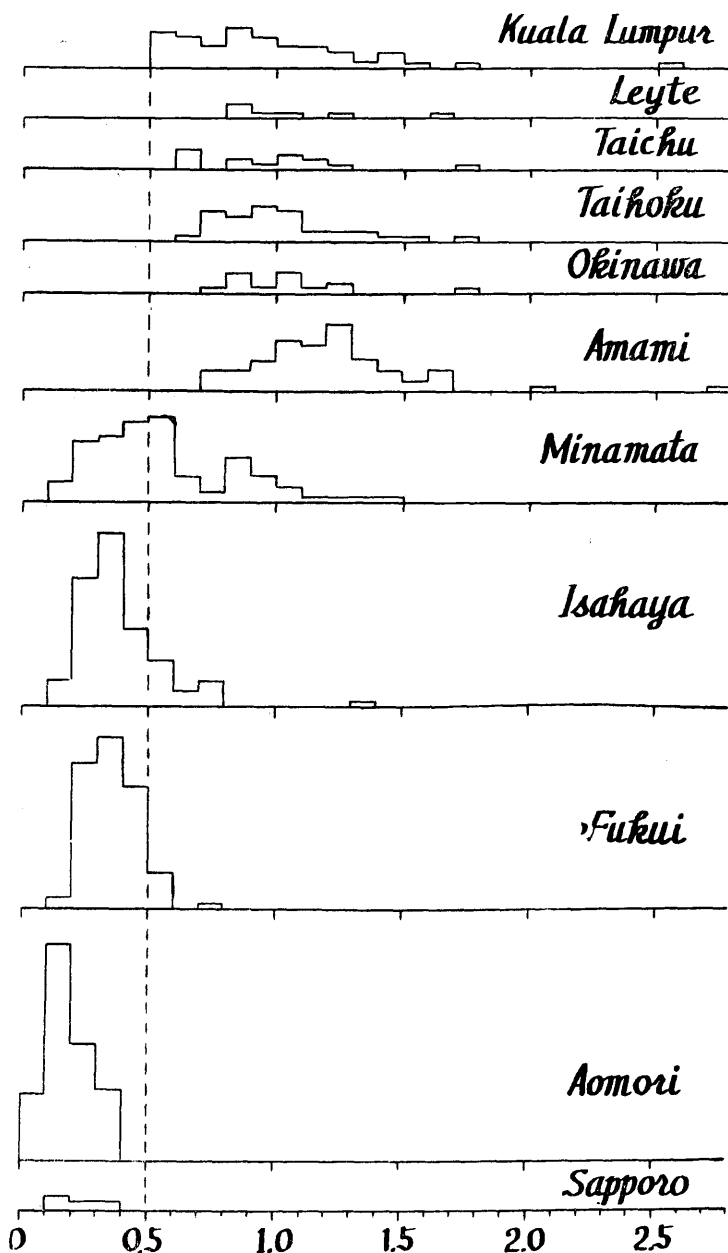 Kuala Lumpur
Leyte
Taichu
Taihoku
Okinawa
Amami
Minamata
Isahaya
Fukui
Aomori
Sapporo
0 0.5 1.0 1.5 2.0 2.5